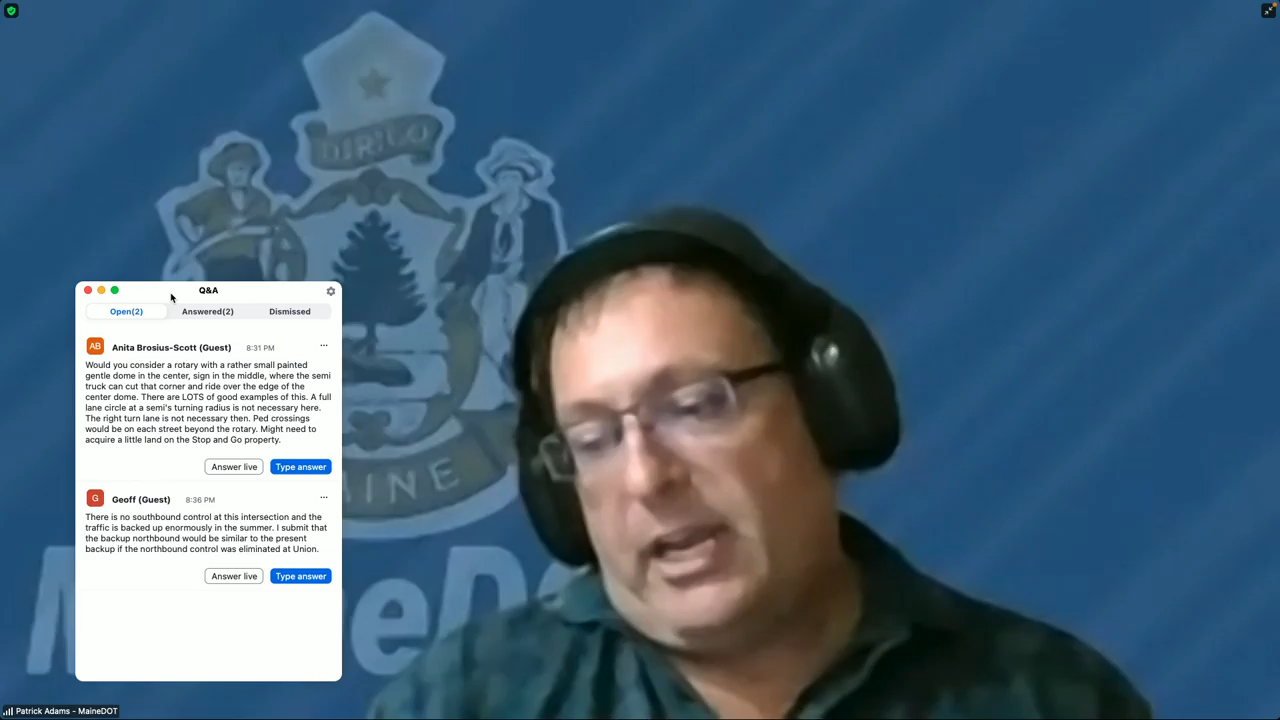 DIRIGO
Q&A
Open(2)
Answered(2)
Dismissed
AB
Anita Brosius-Scott (Guest)
8:31 PM
...
Would you consider a rotary with a rather small painted
gentle dome in the center, sign in the middle, where the semi
truck can cut that corner and ride over the edge of the
center dome. There are LOTS of good examples of this. A full
lane circle at a semi's turning radius is not necessary here.
The right turn lane is not necessary then. Ped crossings
would be on each street beyond the rotary. Might need to
acquire a little land on the Stop and Go property.
Answer live
Type answer
G
Geoff (Guest)
8:36 PM
...
There is no southbound control at this intersection and the
traffic is backed up enormously in the summer. I submit that
the backup northbound would be similar to the present
backup if the northbound control was eliminated at Union.
Answer live
Type answer
Patrick Adams - MaineDOT